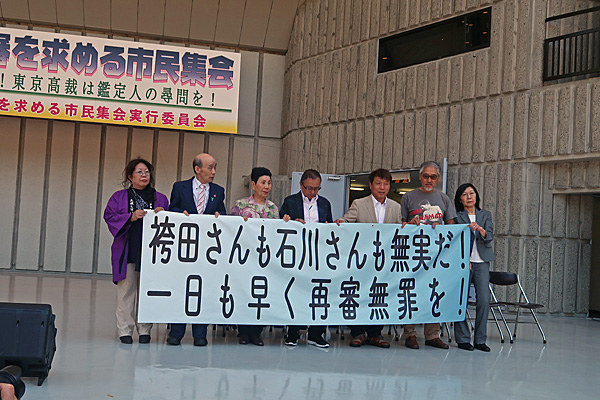 審を求める市民集会
！東京高裁は鑑定人の尋問を！
を求める市民集会実行委員会
袴田さんも石川さんも無実だ！
一日も早く再審無罪を！